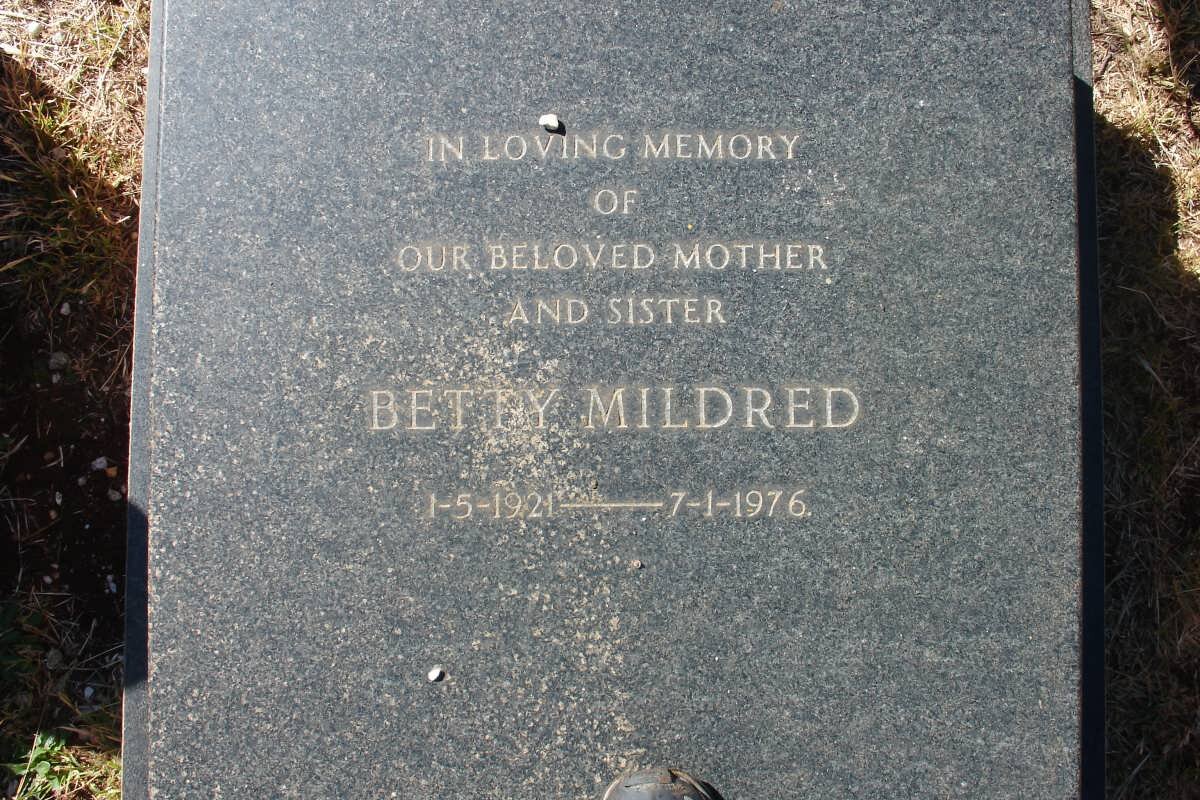 IN LOVING MEMORY
OF
OUR BELOVED MOTHER
AND SISTER
BETTY MILDRED
1-5-1921—7-1-1976.